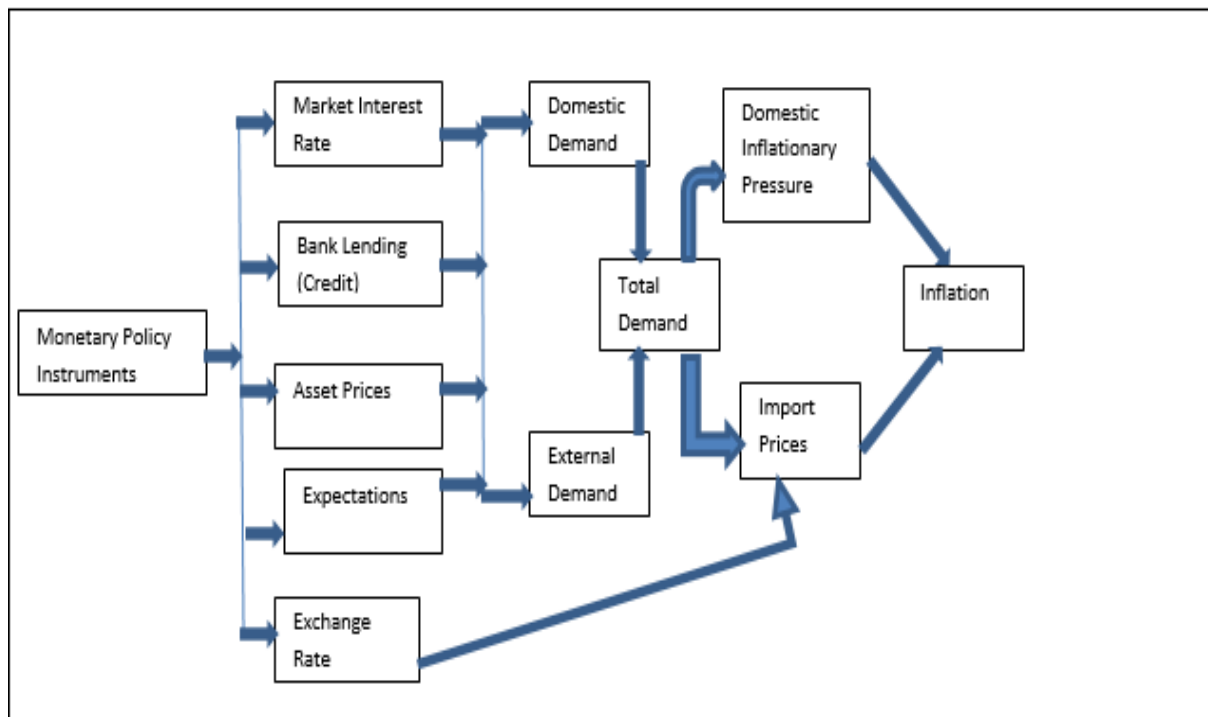 Market Interest
Rate
Domestic
Demand
Domestic
Inflationary
Pressure
Bank Lending
(Credit)
Total
Demand
Inflation
Monetary Policy
Instruments
Asset Prices
Import
Prices
Expectations
External
Demand
Exchange
Rate